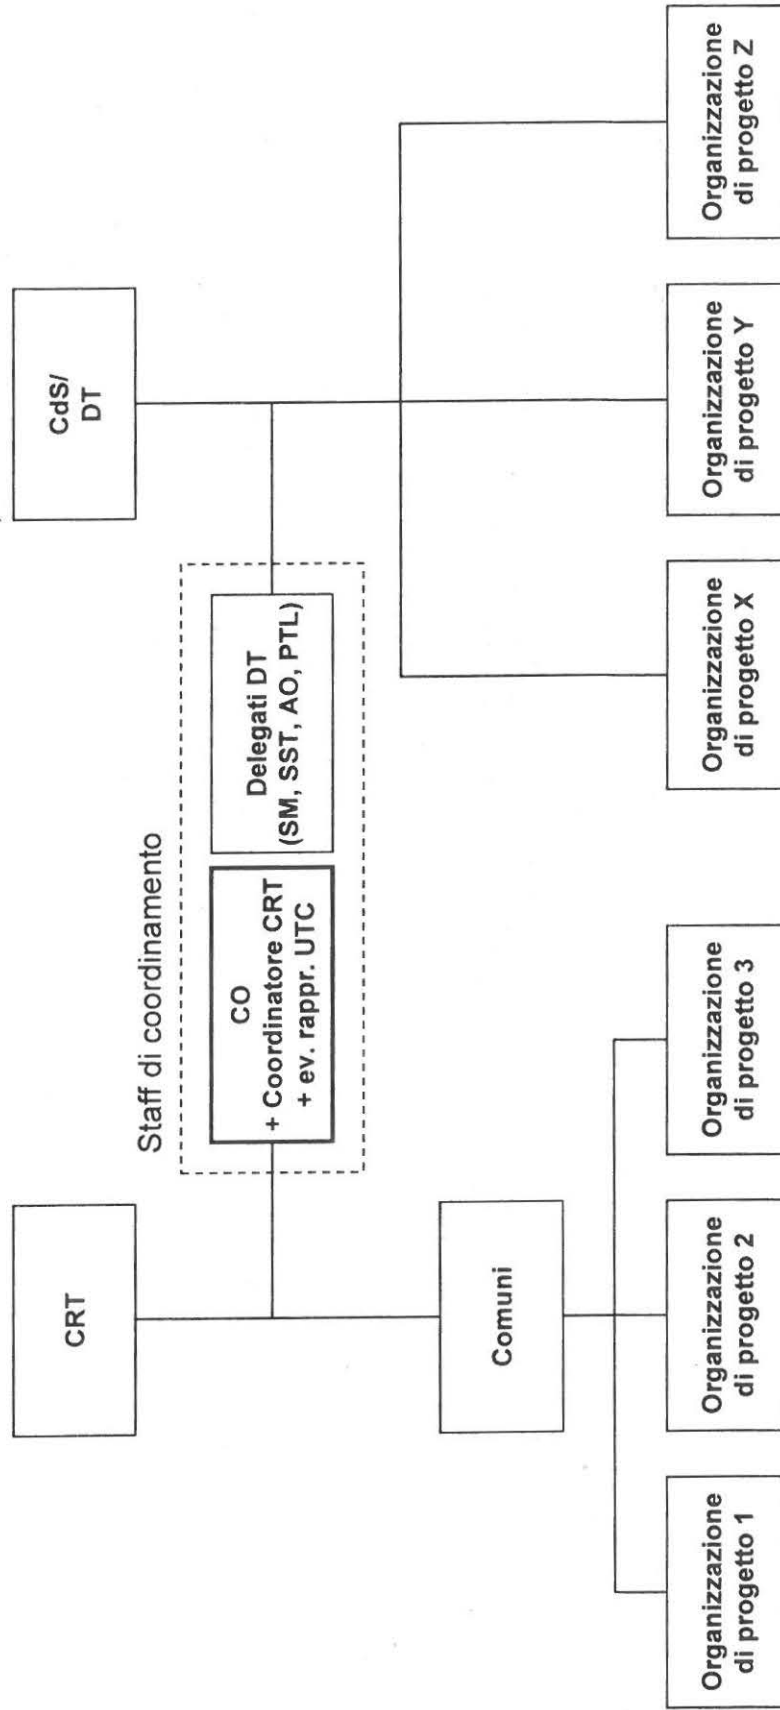 CRT
CdS/
DT
Staff di coordinamento
CO
+ Coordinatore CRT
+ ev. rappr. UTC
Delegati DT
(SM, SST, AO, PTL)
Comuni
Organizzazione
di progetto 1
Organizzazione
di progetto 2
Organizzazione
di progetto 3
Organizzazione
di progetto X
Organizzazione
di progetto Y
Organizzazione
di progetto Z